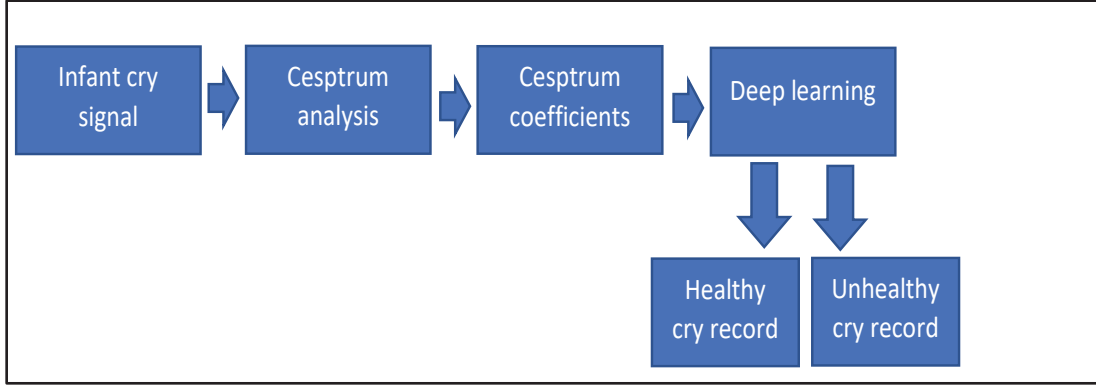 Infant cry
signal
Cesptrum
analysis
Cesptrum
coefficients
Deep learning
Healthy
cry record
Unhealthy
cry record